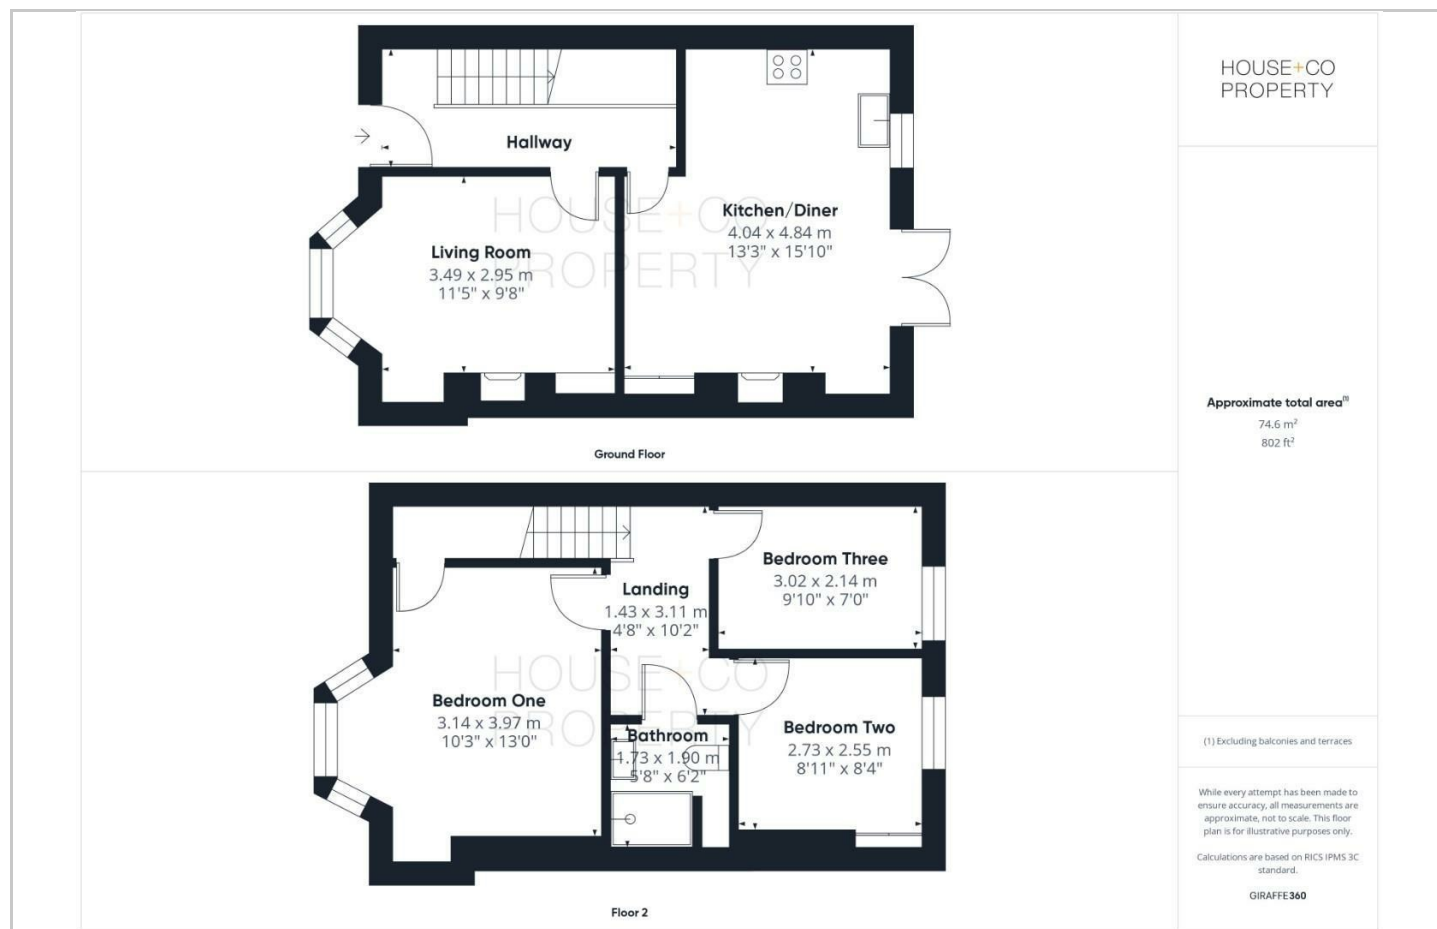 HOUSE+CO
PROPERTY
Hallway
Kitchen/Diner
4.04 x 4.84 m
13'3" x 15'10"
Living Room
3.49 x 2.95 m
11'5" x 9'8"
HOUSE+CO
PROPERTY
Ground Floor
Approximate total area(1)
74.6 m²
802 ft²
Bedroom Three
3.02 x 2.14 m
9'10" x 7'0"
Landing
1.43 x 3.11 m
4'8" x 10'2"
HOUSE+CO
PROPERTY
Bedroom One
3.14 x 3.97 m
10'3" x 13'0"
Bathroom
1.73 x 1.90 m
5'8" x 6'2"
Bedroom Two
2.73 x 2.55 m
8'11" x 8'4"
Floor 2
(1) Excluding balconies and terraces
While every attempt has been made to
ensure accuracy, all measurements are
approximate, not to scale. This floor
plan is for illustrative purposes only.
Calculations are based on RICS IPMS 3C
standard.
GIRAFFE360